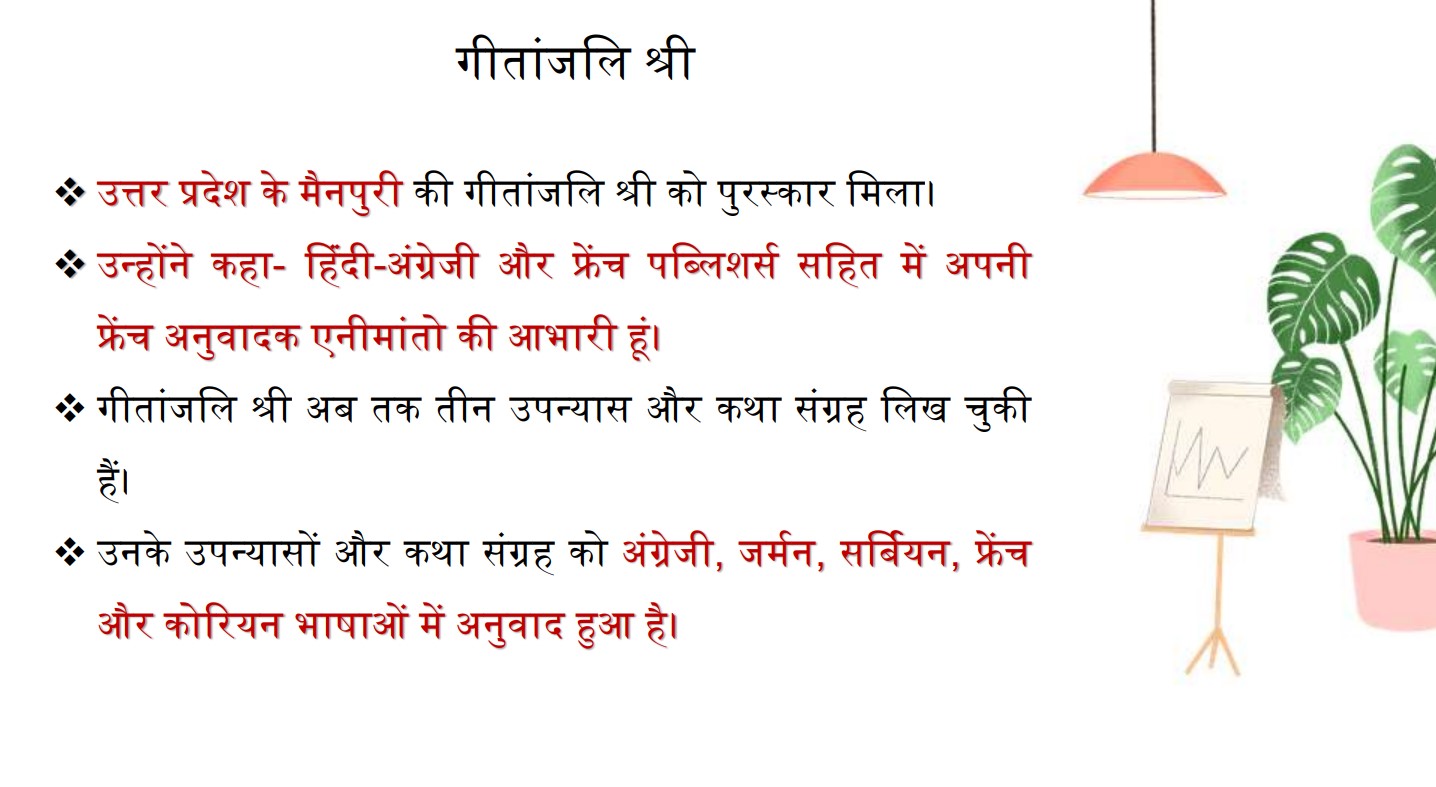 गीतांजलि श्री
❖ उत्तर प्रदेश के मैनपुरी की गीतांजलि श्री को पुरस्कार मिला।
❖ उन्होंने कहा- हिंदी-अंग्रेजी और फ्रेंच पब्लिशर्स सहित में अपनी
फ्रेंच अनुवादक एनीमांतो की आभारी हूं।
❖ गीतांजलि श्री अब तक तीन उपन्यास और कथा संग्रह लिख चुकी
हैं।
❖ उनके उपन्यासों और कथा संग्रह को अंग्रेजी, जर्मन, सर्बियन, फ्रेंच
और कोरियन भाषाओं में अनुवाद हुआ है।